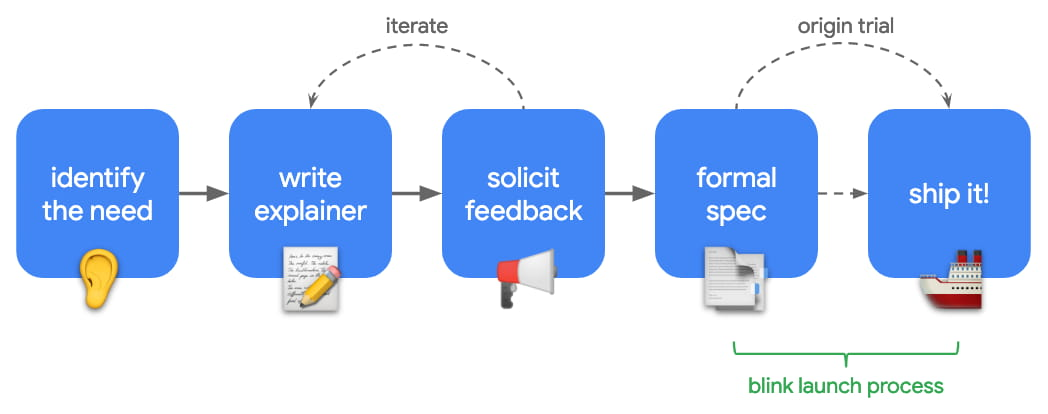 iterate
origin trial
identify
the need
write
explainer
solicit
feedback
formal
spec
ship it!
blink launch process